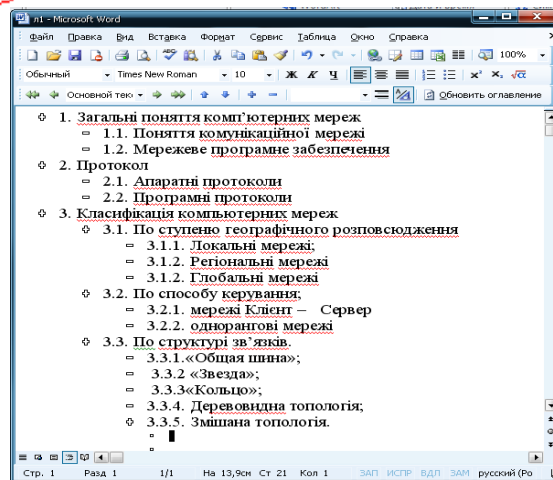 л1 - Microsoft Word
Файл Правка Вид Вставка Формат Сервис Таблица Окно Справка
100%
Обычный Times New Roman 10 Ж К Ч
Основной текс Обновить оглавление
1. Загальні поняття комп’ютерних мереж
1.1. Поняття комунікаційної мережі
1.2. Мережеве програмне забезпечення
2. Протокол
2.1. Апаратні протоколи
2.2. Програмні протоколи
3. Класифікація компьютерних мереж
3.1. По ступеню географічного розповсюдження
3.1.1. Локальні мережі;
3.1.2. Регіональні мережі
3.1.2. Глобальні мережі
3.2. По способу керування;
3.2.1. мережі Клієнт – Сервер
3.2.2. однорангові мережі
3.3. По структурі зв’язків.
3.3.1.«Общая шина»;
3.3.2 «Звезда»;
3.3.3«Кольцо»;
3.3.4. Деревовидна топологія;
3.3.5. Змішана топологія.
Стр. 1 Разд 1 1/1 На 13,9см Ст 21 Кол 1 ЗАП ИСПР ВДЛ ЗАМ русский (Ро